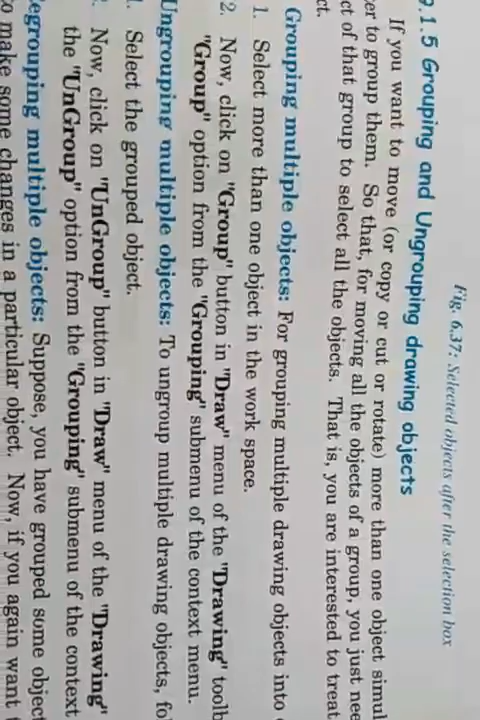 Fig. 6.37: Selected objects after the selection box
9.1.5 Grouping and Ungrouping drawing objects
If you want to move (or copy or cut or rotate) more than one object simul
er to group them. So that, for moving all the objects of a group, you just nee
ct of that group to select all the objects. That is, you are interested to treat
ct.
Grouping multiple objects: For grouping multiple drawing objects into
1. Select more than one object in the work space.
2. Now, click on "Group" button in "Draw" menu of the "Drawing" toolb
"Group" option from the "Grouping" submenu of the context menu.
Ungrouping multiple objects: To ungroup multiple drawing objects, fo
1. Select the grouped object.
2. Now, click on "UnGroup" button in "Draw" menu of the "Drawing"
the "UnGroup" option from the "Grouping" submenu of the context
egrouping multiple objects: Suppose, you have grouped some object
o make some changes in a particular object. Now, if you again want